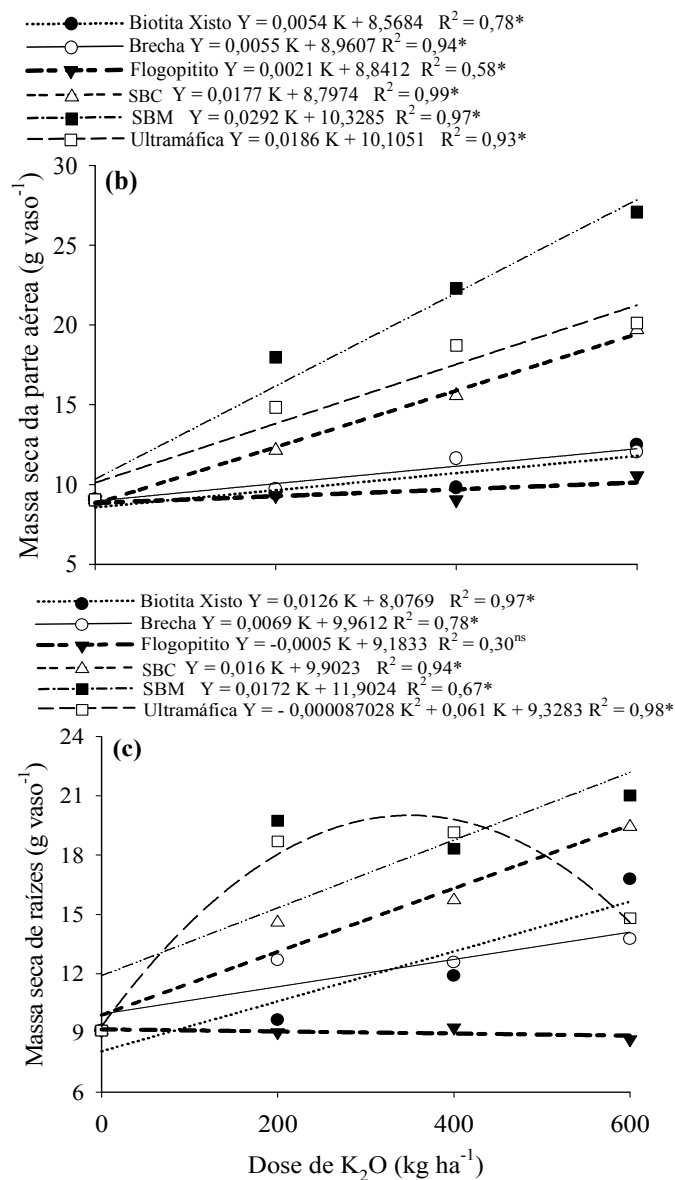 Biotita Xisto Y = 0,0054 K + 8,5684 R² = 0,78*
Brecha Y = 0,0055 K + 8,9607 R² = 0,94*
Flogopitito Y = 0,0021 K + 8,8412 R² = 0,58*
SBC Y = 0,0177 K + 8,7974 R² = 0,99*
SBM Y = 0,0292 K + 10,3285 R² = 0,97*
Ultramáfica Y = 0,0186 K + 10,1051 R² = 0,93*
(b)
Massa seca da parte aérea (g vaso⁻¹)
30
25
20
15
10
5
Biotita Xisto Y = 0,0126 K + 8,0769 R² = 0,97*
Brecha Y = 0,0069 K + 9,9612 R² = 0,78*
Flogopitito Y = -0,0005 K + 9,1833 R² = 0,30ⁿˢ
SBC Y = 0,016 K + 9,9023 R² = 0,94*
SBM Y = 0,0172 K + 11,9024 R² = 0,67*
Ultramáfica Y = - 0,000087028 K² + 0,061 K + 9,3283 R² = 0,98*
(c)
Massa seca de raízes (g vaso⁻¹)
24
21
18
15
12
9
6
0 200 400 600
Dose de K₂O (kg ha⁻¹)